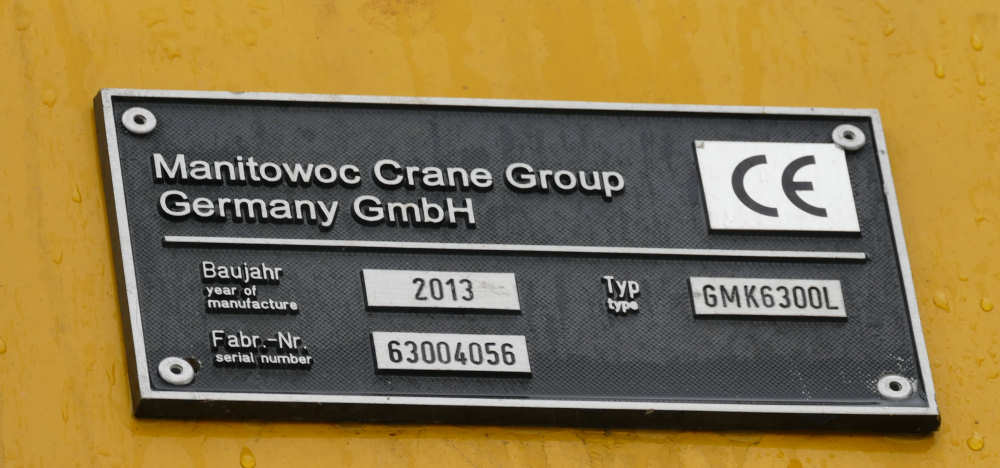 Manitowoc Crane Group
Germany GmbH
CE
Baujahr
year of
manufacture
2013
Typ
type
GMK6300L
Fabr.-Nr.
serial number
63004056